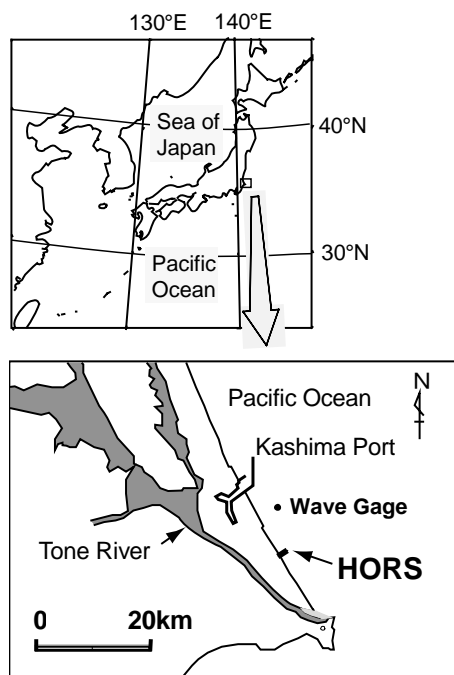 130°E 140°E
Sea of
Japan
40°N
30°N
Pacific
Ocean
Pacific Ocean
N
Kashima Port
Wave Gage
Tone River
HORS
0 20km